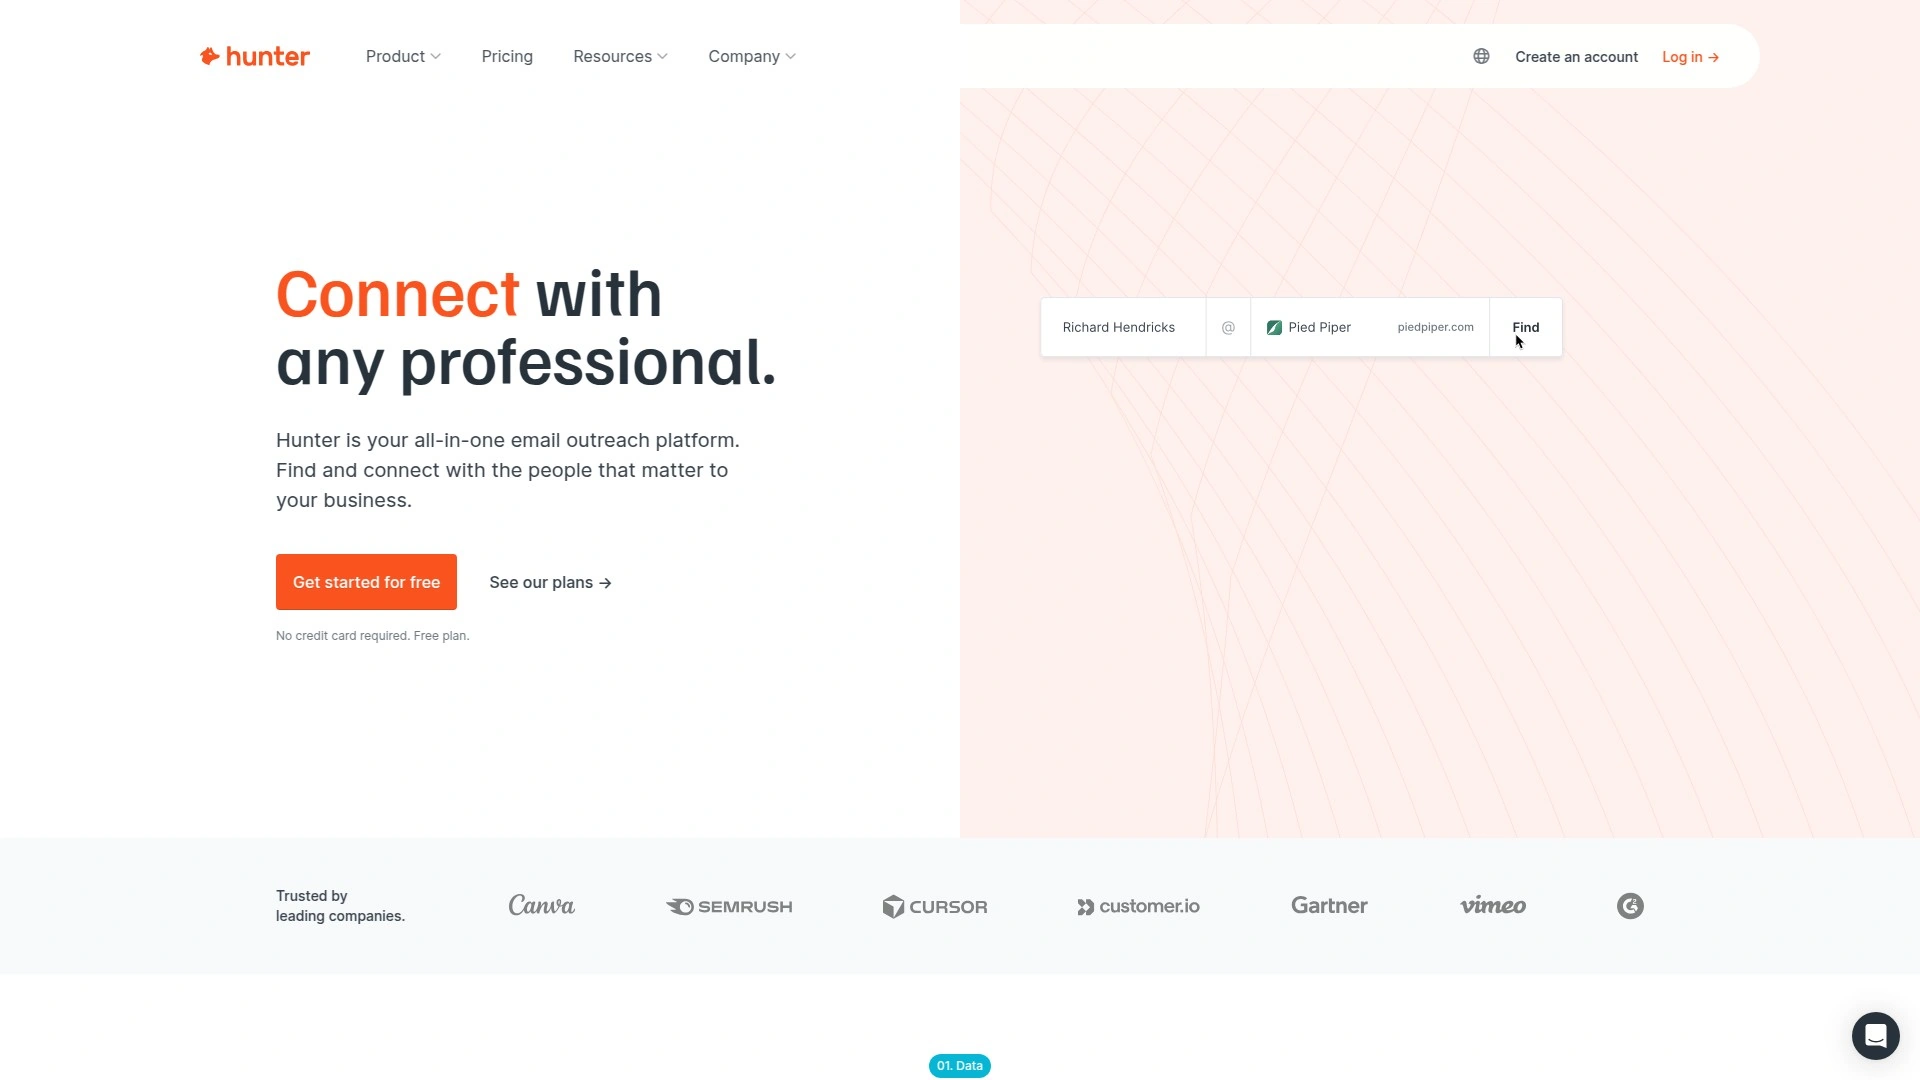 hunter
Product
Pricing
Resources
Company
Create an account
Log in →
Connect with
any professional.
Hunter is your all-in-one email outreach platform.
Find and connect with the people that matter to
your business.
Get started for free
See our plans →
No credit card required. Free plan.
Richard Hendricks
@
Pied Piper
piedpiper.com
Find
Trusted by
leading companies.
Canva
SEMRUSH
CURSOR
customer.io
Gartner
vimeo
G2
01. Data